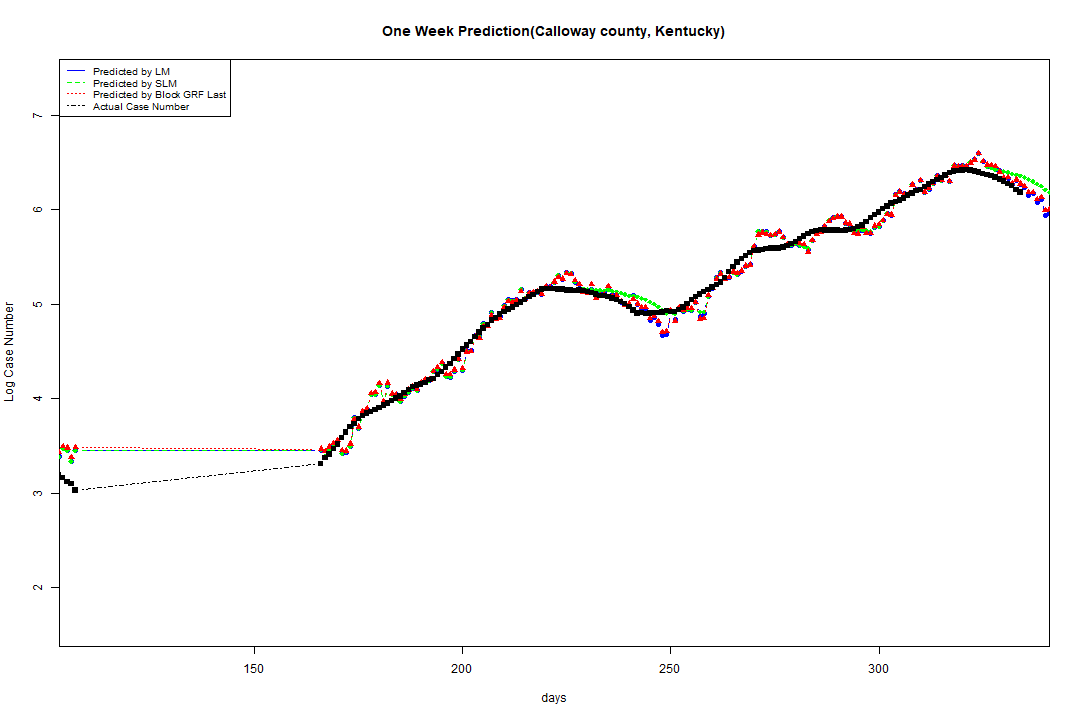 One Week Prediction(Calloway county, Kentucky)
Predicted by LM
Predicted by SLM
Predicted by Block GRF Last
Actual Case Number
7
6
5
4
3
2
Log Case Number
150 200 250 300
days